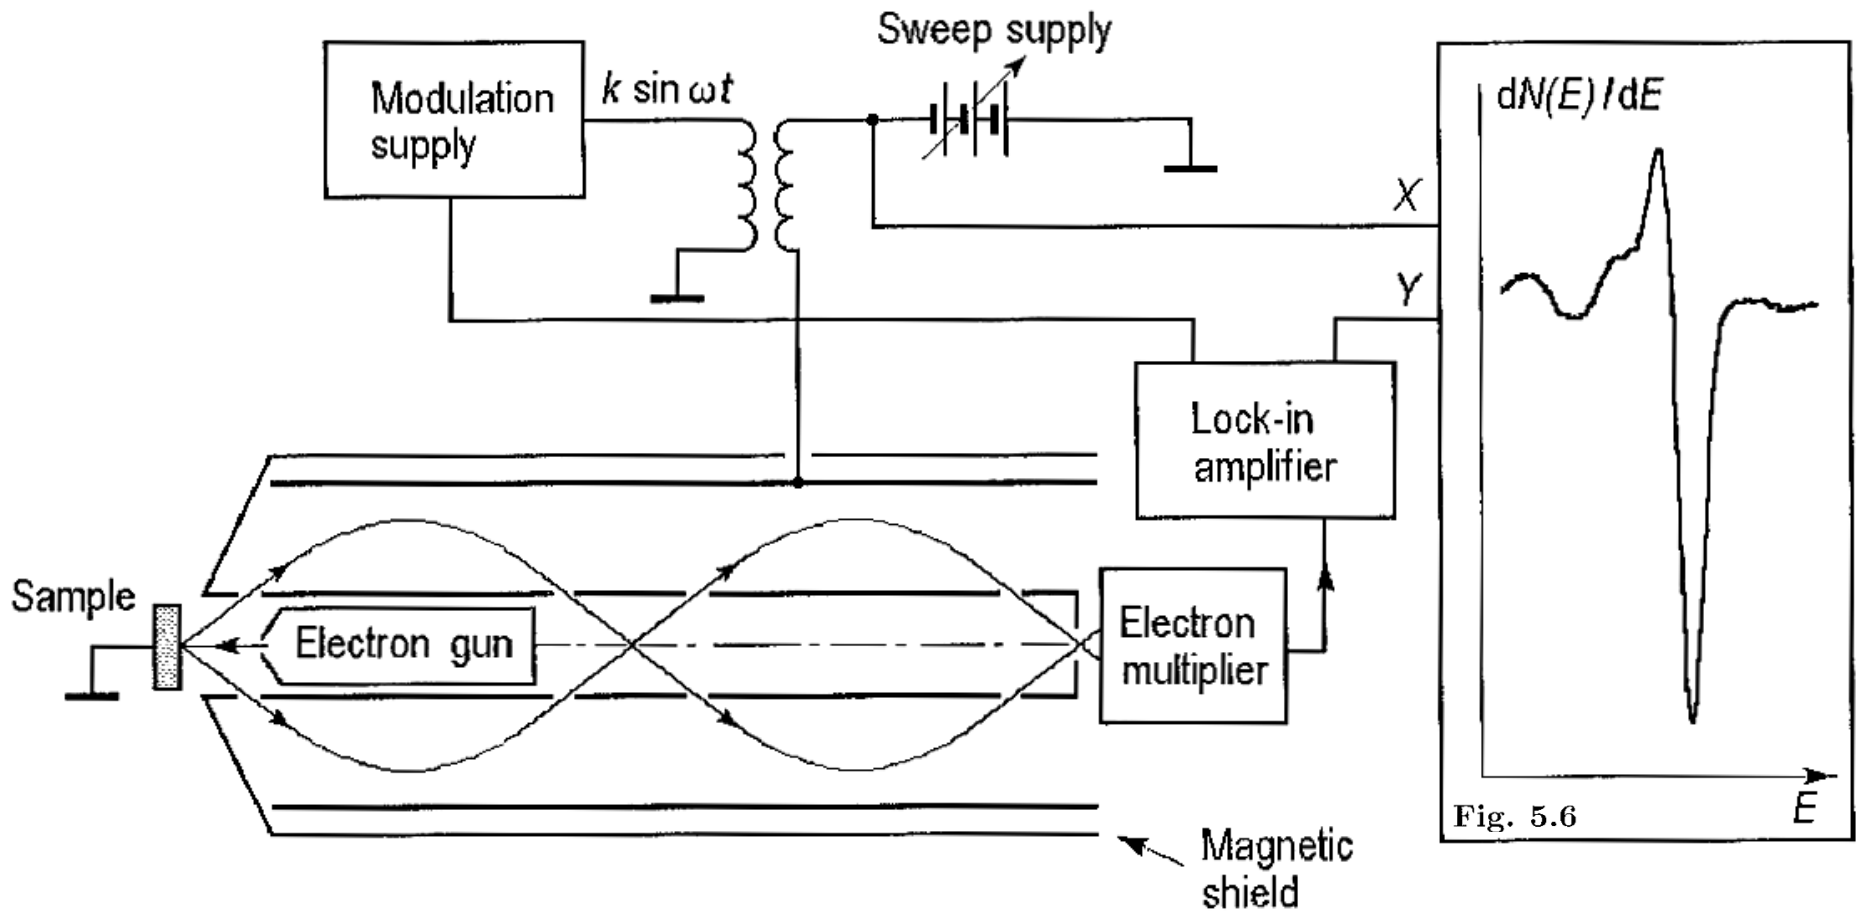 Sweep supply
Modulation
supply
k sin ωt
dN(E)/dE
X
Y
Lock-in
amplifier
Sample
Electron gun
Electron
multiplier
Fig. 5.6
E
Magnetic
shield